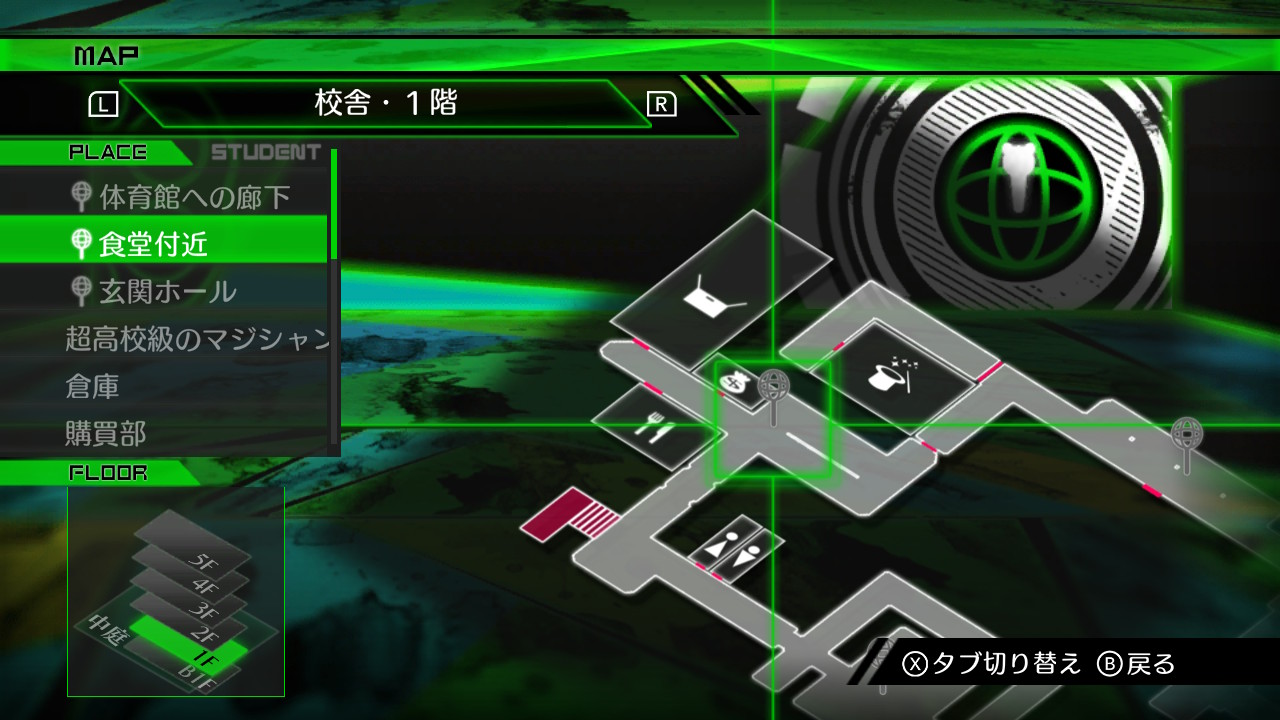 MAP
L 校舎・１階 R
PLACE STUDENT
体育館への廊下
食堂付近
玄関ホール
超高校級のマジシャン
倉庫
購買部
FLOOR
5F
4F
3F
2F
中庭
1F
B1F
Xタブ切り替え B戻る